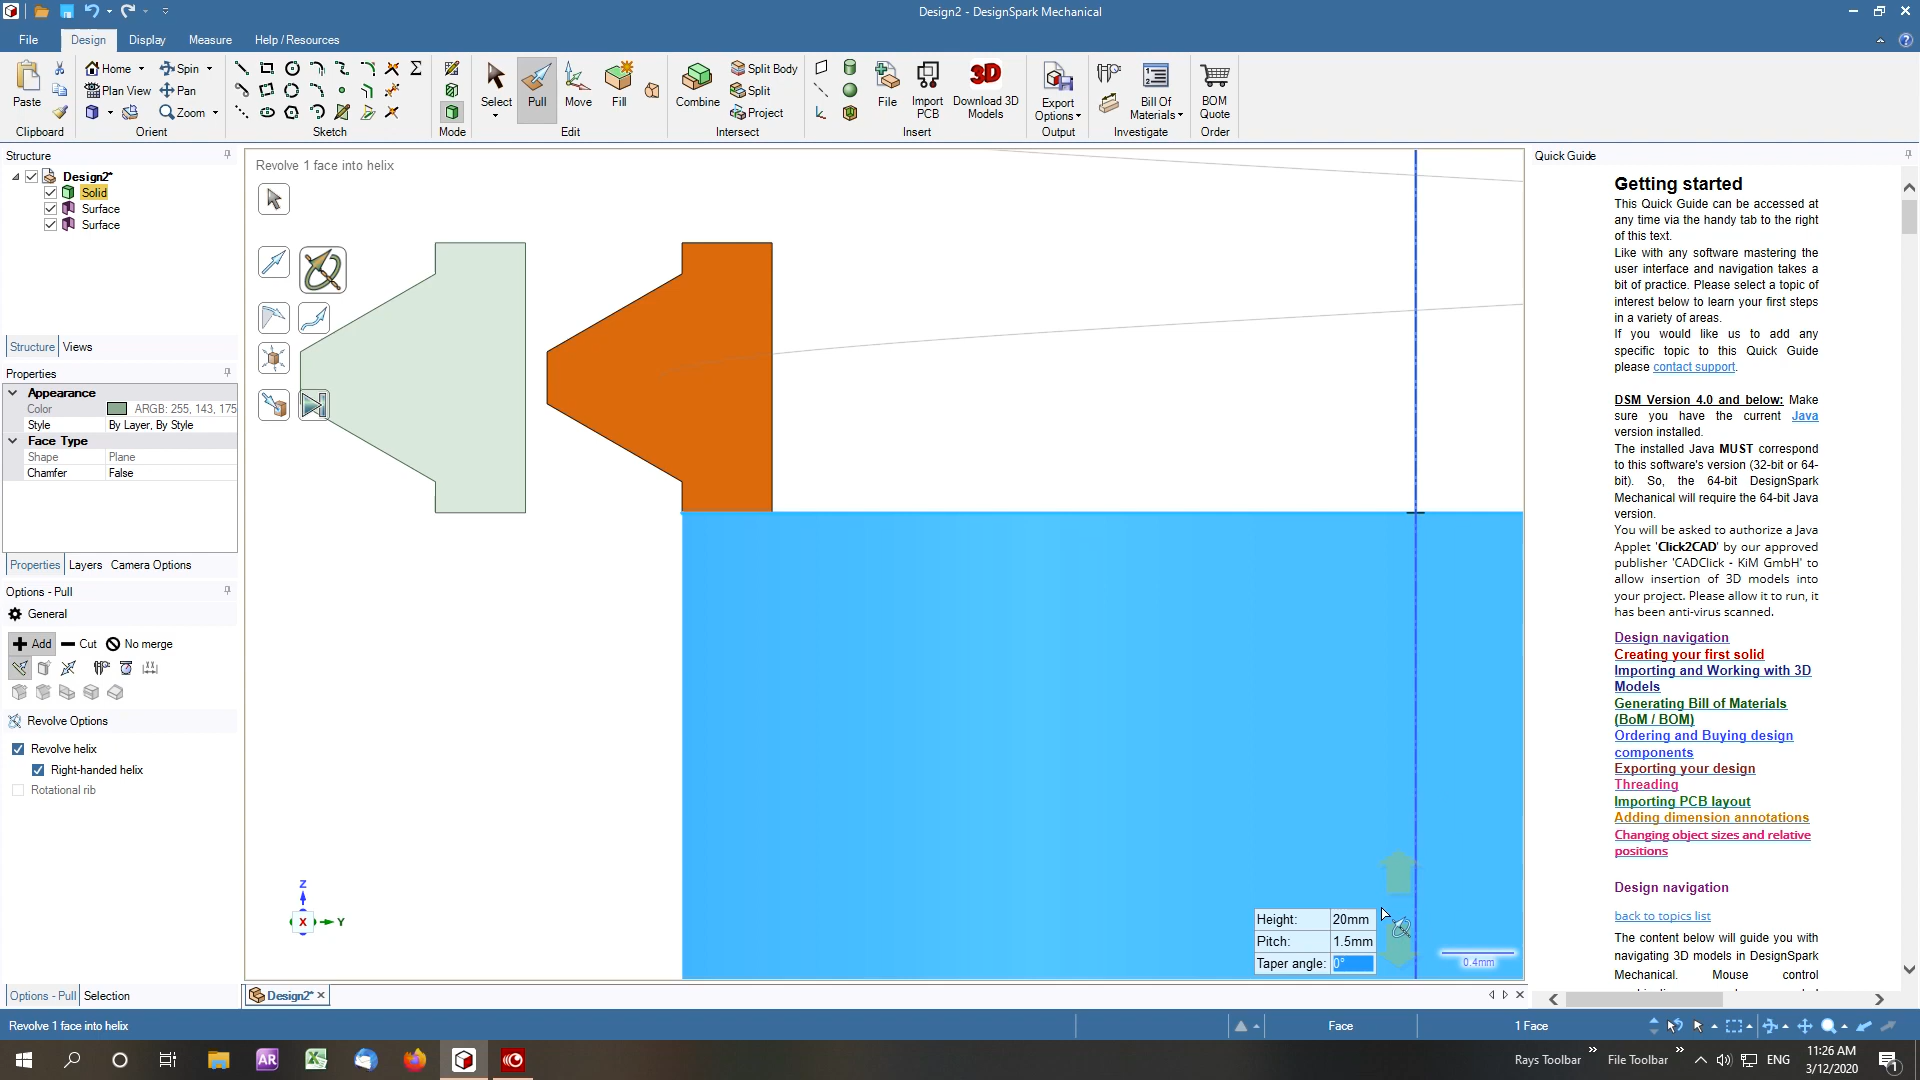 Design2 - DesignSpark Mechanical
File
Design
Display
Measure
Help / Resources
Paste
Clipboard
Home
Plan View
Spin
Pan
Zoom
Orient
Sketch
Mode
Select
Pull
Move
Fill
Edit
Combine
Split Body
Split
Project
Intersect
File
Import PCB
3D
Download 3D Models
Insert
Export Options
Output
Bill Of Materials
Investigate
BOM Quote
Order
Structure
Design2*
Solid
Surface
Surface
Structure
Views
Properties
Appearance
Color
ARGB: 255, 143, 175
Style
By Layer, By Style
Face Type
Shape
Plane
Chamfer
False
Properties
Layers
Camera Options
Options - Pull
General
Add
Cut
No merge
Revolve Options
Revolve helix
Right-handed helix
Rotational rib
Options - Pull
Selection
Revolve 1 face into helix
Z
X
Y
Height:
20mm
Pitch:
1.5mm
Taper angle:
0°
0.4mm
Design2*
Quick Guide
Getting started
This Quick Guide can be accessed at
any time via the handy tab to the right
of this text.
Like with any software mastering the
user interface and navigation takes a
bit of practice. Please select a topic of
interest below to learn your first steps
in a variety of areas.
If you would like us to add any
specific topic to this Quick Guide
please contact support.
DSM Version 4.0 and below: Make
sure you have the current Java
version installed.
The installed Java MUST correspond
to this software's version (32-bit or 64-
bit). So, the 64-bit DesignSpark
Mechanical will require the 64-bit Java
version.
You will be asked to authorize a Java
Applet 'Click2CAD' by our approved
publisher 'CADClick - KiM GmbH' to
allow insertion of 3D models into
your project. Please allow it to run, it
has been anti-virus scanned.
Design navigation
Creating your first solid
Importing and Working with 3D
Models
Generating Bill of Materials
(BoM / BOM)
Ordering and Buying design
components
Exporting your design
Threading
Importing PCB layout
Adding dimension annotations
Changing object sizes and relative
positions
Design navigation
back to topics list
The content below will guide you with
navigating 3D models in DesignSpark
Mechanical. Mouse control
Revolve 1 face into helix
Face
1 Face
AR
Rays Toolbar
File Toolbar
ENG
11:26 AM
3/12/2020
1